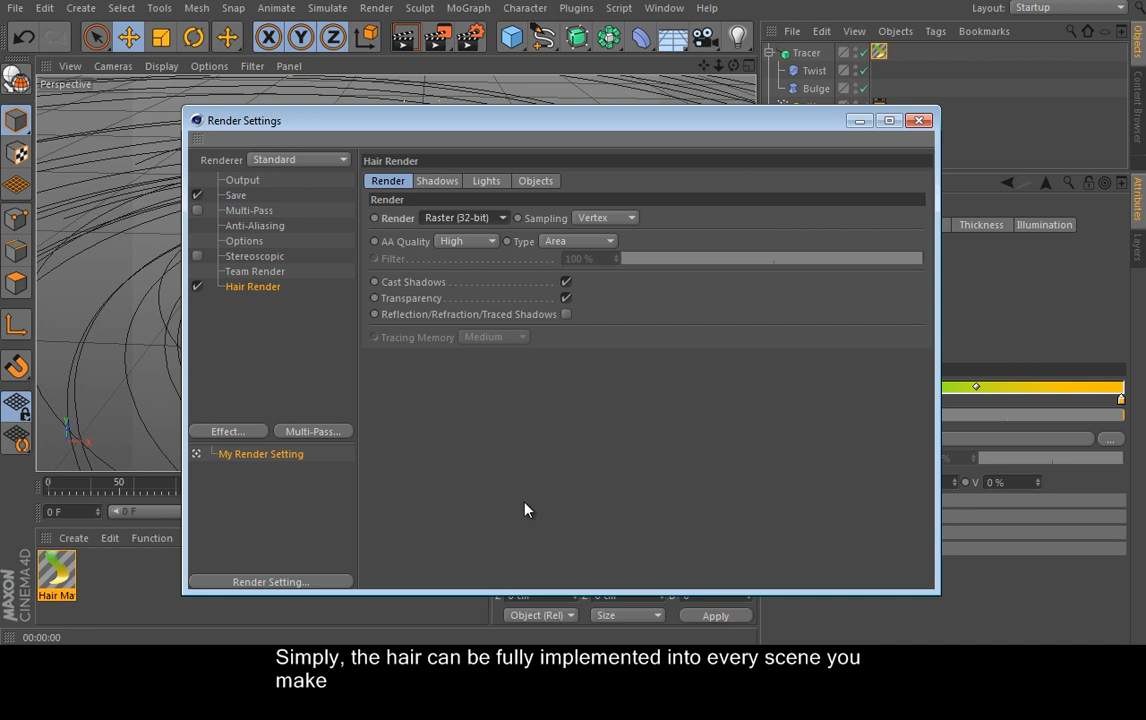 File Edit Create Select Tools Mesh Snap Animate Simulate Render Sculpt MoGraph Character Plugins Script Window Help Layout: Startup
File Edit View Objects Tags Bookmarks
View Cameras Display Options Filter Panel
Perspective
Tracer
Twist
Bulge
Objects
Content Browser
Attributes
Layers
Render Settings
Renderer Standard
Output
Save
Multi-Pass
Anti-Aliasing
Options
Stereoscopic
Team Render
Hair Render
Effect... Multi-Pass...
My Render Setting
Render Setting...
Hair Render
Render Shadows Lights Objects
Render
Render Raster (32-bit) Sampling Vertex
AA Quality High Type Area
Filter 100 %
Cast Shadows
Transparency
Reflection/Refraction/Traced Shadows
Tracing Memory Medium
Thickness Illumination
...
%
V 0 %
Y
X
0 50
0 F 0 F
Create Edit Function
Hair Ma
MAXON
CINEMA 4D
Object (Rel) Size Apply
00:00:00
Simply, the hair can be fully implemented into every scene you
make